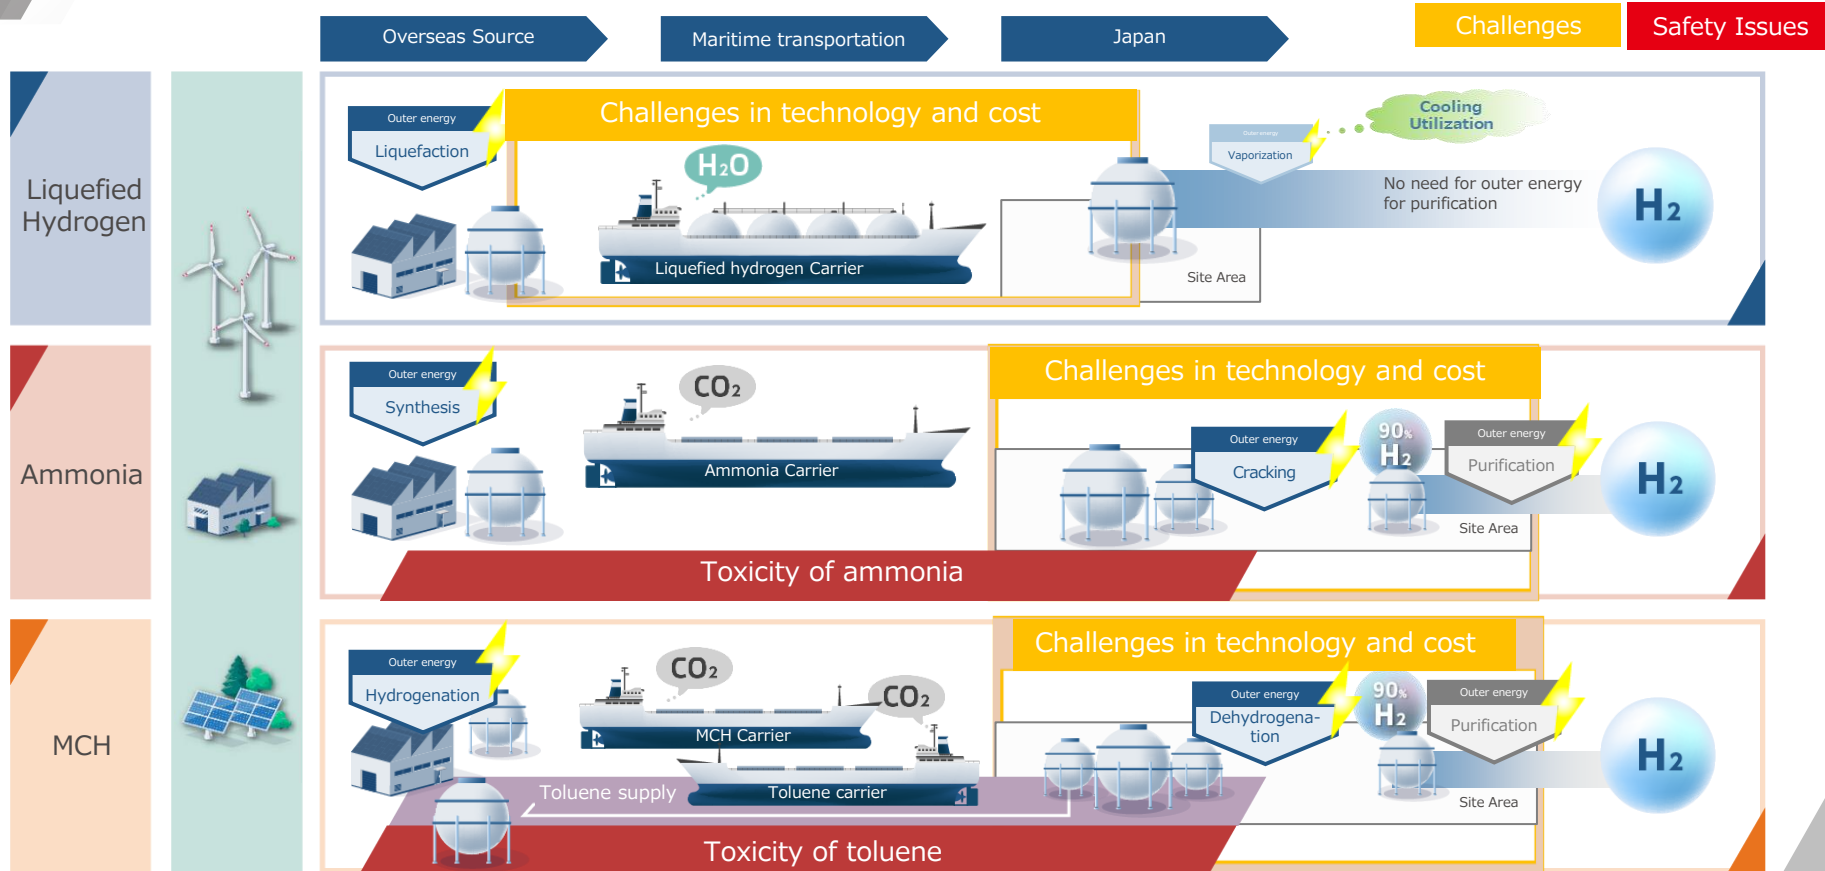 Overseas Source
Maritime transportation
Japan
Challenges
Safety Issues
Liquefied
Hydrogen
Outer energy
Liquefaction
Challenges in technology and cost
H2O
Liquefied hydrogen Carrier
Outer energy
Vaporization
Cooling
Utilization
No need for outer energy
for purification
Site Area
H2
Ammonia
Outer energy
Synthesis
CO2
Ammonia Carrier
Challenges in technology and cost
Outer energy
Cracking
90%
H2
Outer energy
Purification
Site Area
H2
Toxicity of ammonia
MCH
Outer energy
Hydrogenation
CO2
MCH Carrier
CO2
Toluene carrier
Toluene supply
Challenges in technology and cost
Outer energy
Dehydrogena-
tion
90%
H2
Outer energy
Purification
Site Area
H2
Toxicity of toluene